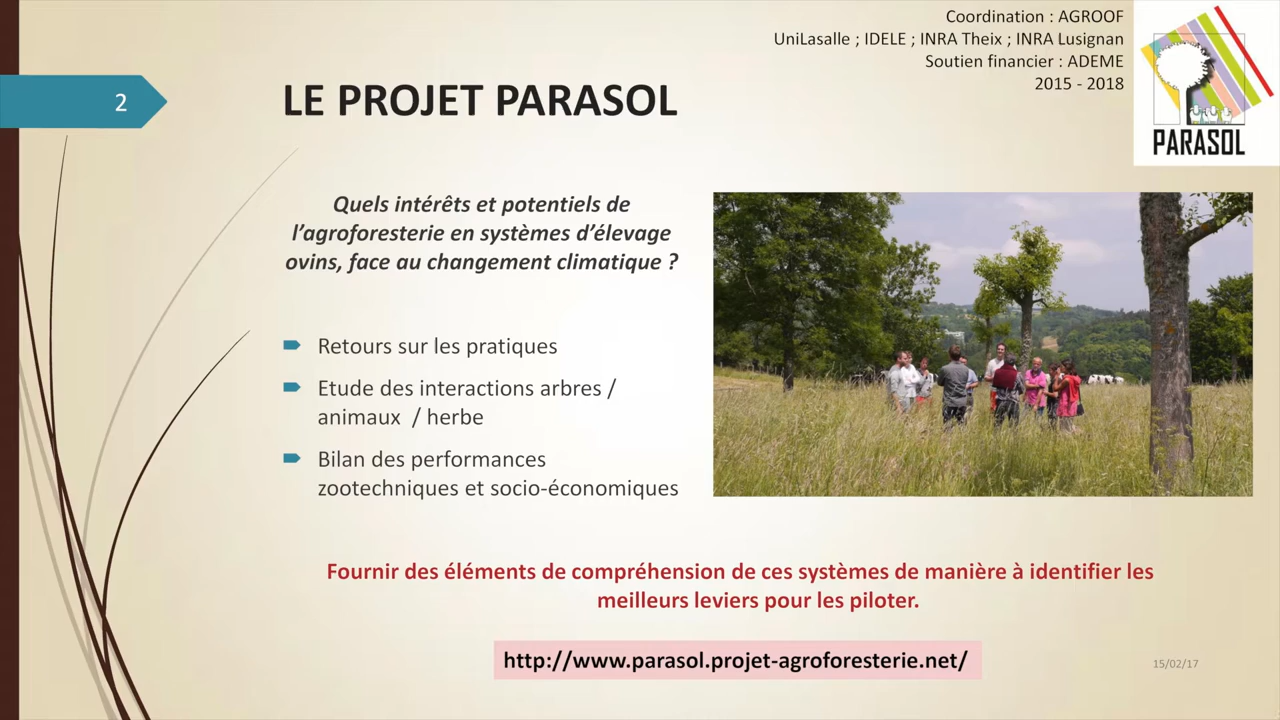 Coordination : AGROOF
UniLasalle ; IDELE ; INRA Theix ; INRA Lusignan
Soutien financier : ADEME
2015 - 2018
PARASOL
2
LE PROJET PARASOL
Quels intérêts et potentiels de
l’agroforesterie en systèmes d’élevage
ovins, face au changement climatique ?
Retours sur les pratiques
Etude des interactions arbres /
animaux / herbe
Bilan des performances
zootechniques et socio-économiques
Fournir des éléments de compréhension de ces systèmes de manière à identifier les
meilleurs leviers pour les piloter.
http://www.parasol.projet-agroforesterie.net/
15/02/17